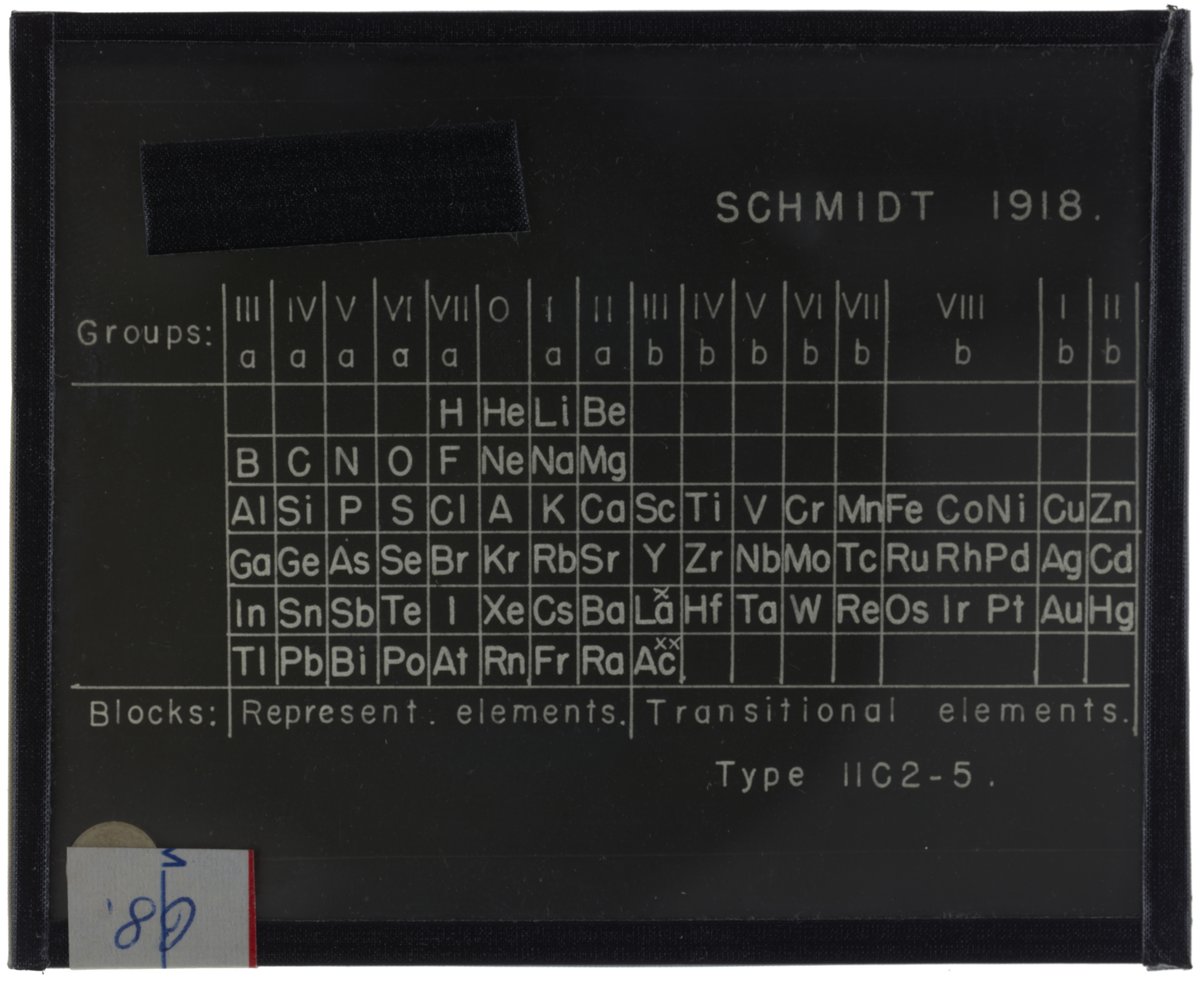 SCHMIDT 1918.
Groups: III a IV a V a VI a VII a O I a II a III b IV b V b VI b VII b VIII b I b II b
H He Li Be
B C N O F Ne Na Mg
Al Si P S Cl A K Ca Sc Ti V Cr Mn Fe Co Ni Cu Zn
Ga Ge As Se Br Kr Rb Sr Y Zr Nb Mo Tc Ru Rh Pd Ag Cd
In Sn Sb Te I Xe Cs Ba La× Hf Ta W Re Os Ir Pt Au Hg
Tl Pb Bi Po At Rn Fr Ra Ac××
Blocks: Represent. elements. Transitional elements.
Type IIC2-5.